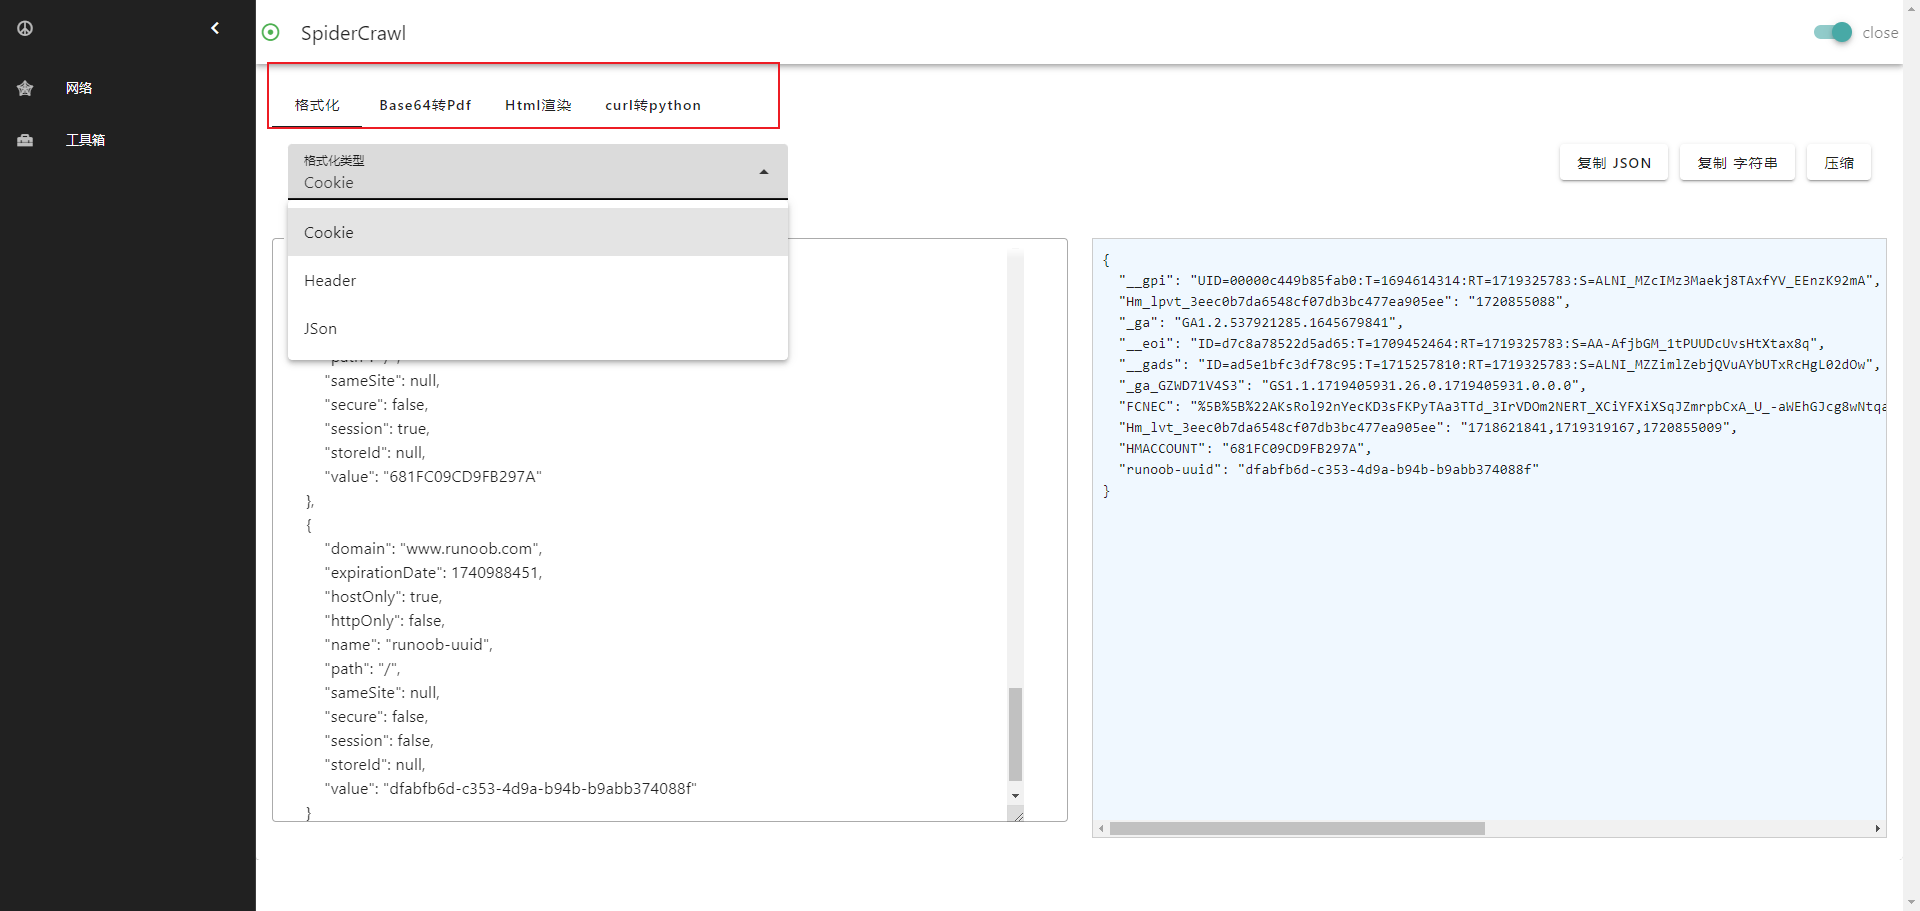 SpiderCrawl
close
网络
工具箱
格式化
Base64转Pdf
Html渲染
curl转python
格式化类型
Cookie
Cookie
Header
JSon
复制 JSON
复制 字符串
压缩
"sameSite": null,
"secure": false,
"session": true,
"storeId": null,
"value": "681FC09CD9FB297A"
},
{
"domain": "www.runoob.com",
"expirationDate": 1740988451,
"hostOnly": true,
"httpOnly": false,
"name": "runoob-uuid",
"path": "/",
"sameSite": null,
"secure": false,
"session": false,
"storeId": null,
"value": "dfabfb6d-c353-4d9a-b94b-b9abb374088f"
}
{
"__gpi": "UID=00000c449b85fab0:T=1694614314:RT=1719325783:S=ALNI_MZcIMz3Maekj8TAxfYV_EEnzK92mA",
"Hm_lpvt_3eec0b7da6548cf07db3bc477ea905ee": "1720855088",
"_ga": "GA1.2.537921285.1645679841",
"__eoi": "ID=d7c8a78522d5ad65:T=1709452464:RT=1719325783:S=AA-AfjbGM_1tPUUDcUvsHtXtax8q",
"__gads": "ID=ad5e1bfc3df78c95:T=1715257810:RT=1719325783:S=ALNI_MZZimlZebjQVuAYbUTxRcHgL02dOw",
"_ga_GZWD71V4S3": "GS1.1.1719405931.26.0.1719405931.0.0.0",
"FCNEC": "%5B%5B%22AKsRol92nYecKD3sFKPyTAa3TTd_3IrVDOm2NERT_XCiYFXiXSqJZmrpbCxA_U_-aWEhGJcg8wNtqa
"Hm_lvt_3eec0b7da6548cf07db3bc477ea905ee": "1718621841,1719319167,1720855009",
"HMACCOUNT": "681FC09CD9FB297A",
"runoob-uuid": "dfabfb6d-c353-4d9a-b94b-b9abb374088f"
}